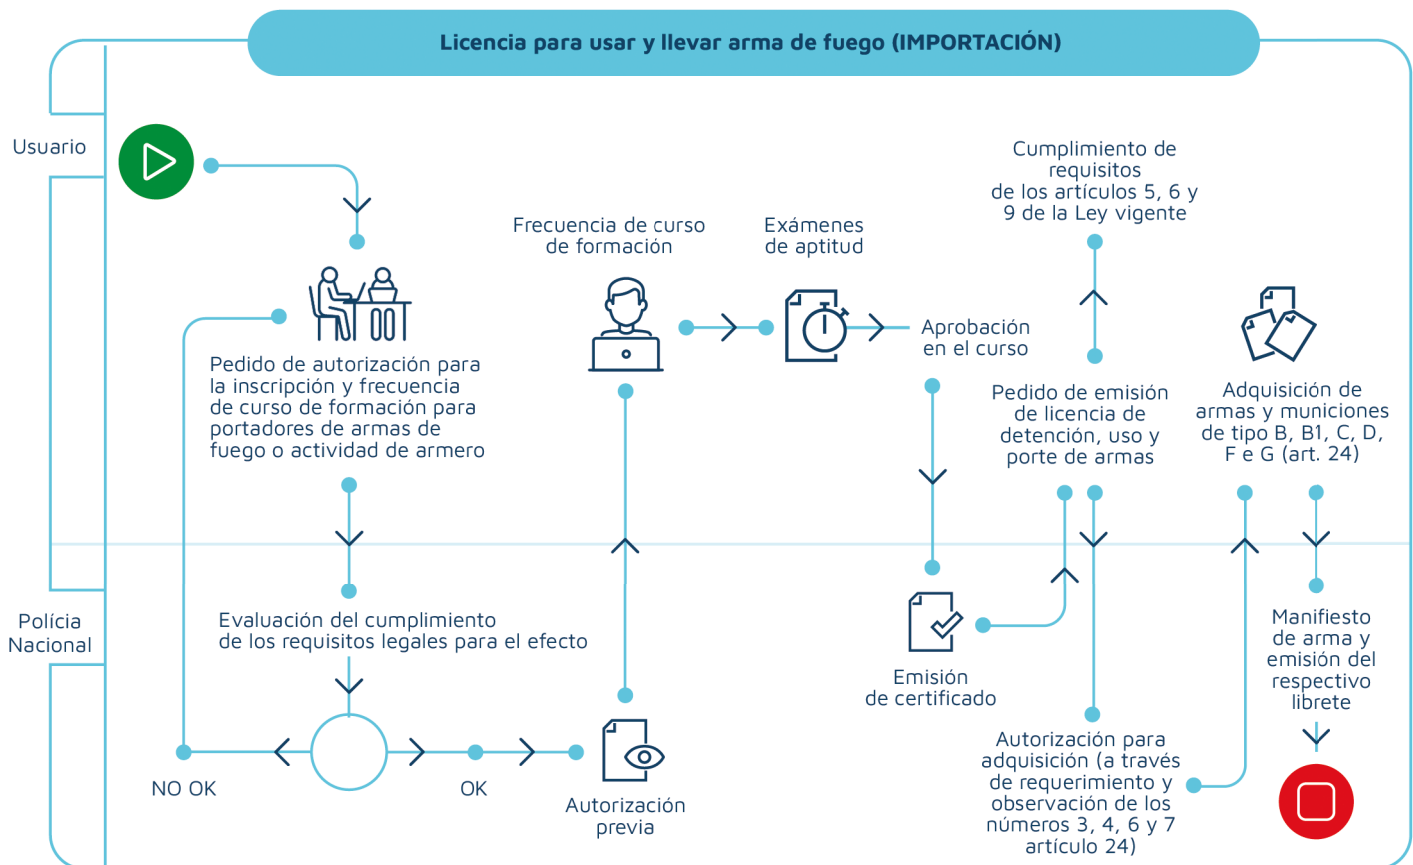 Licencia para usar y llevar arma de fuego (IMPORTACIÓN)
Usuario
Pedido de autorización para
la inscripción y frecuencia
de curso de formación para
portadores de armas de
fuego o actividad de armero
Frecuencia de curso
de formación
Exámenes
de aptitud
Aprobación
en el curso
Cumplimiento de
requisitos
de los artículos 5, 6 y
9 de la Ley vigente
Pedido de emisión
de licencia de
detención, uso y
porte de armas
Adquisición de
armas y municiones
de tipo B, B1, C, D,
F e G (art. 24)
Polícia
Nacional
Evaluación del cumplimiento
de los requisitos legales para el efecto
NO OK
OK
Autorización
previa
Emisión
de certificado
Autorización para
adquisición (a través
de requerimiento y
observación de los
números 3, 4, 6 y 7
artículo 24)
Manifiesto
de arma y
emisión del
respectivo
librete